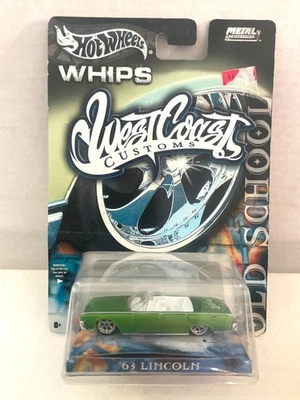 Hot Wheels
METAL
WHIPS
West Coast
CUSTOMS
OLD SCHOOL
8+
'63 LINCOLN